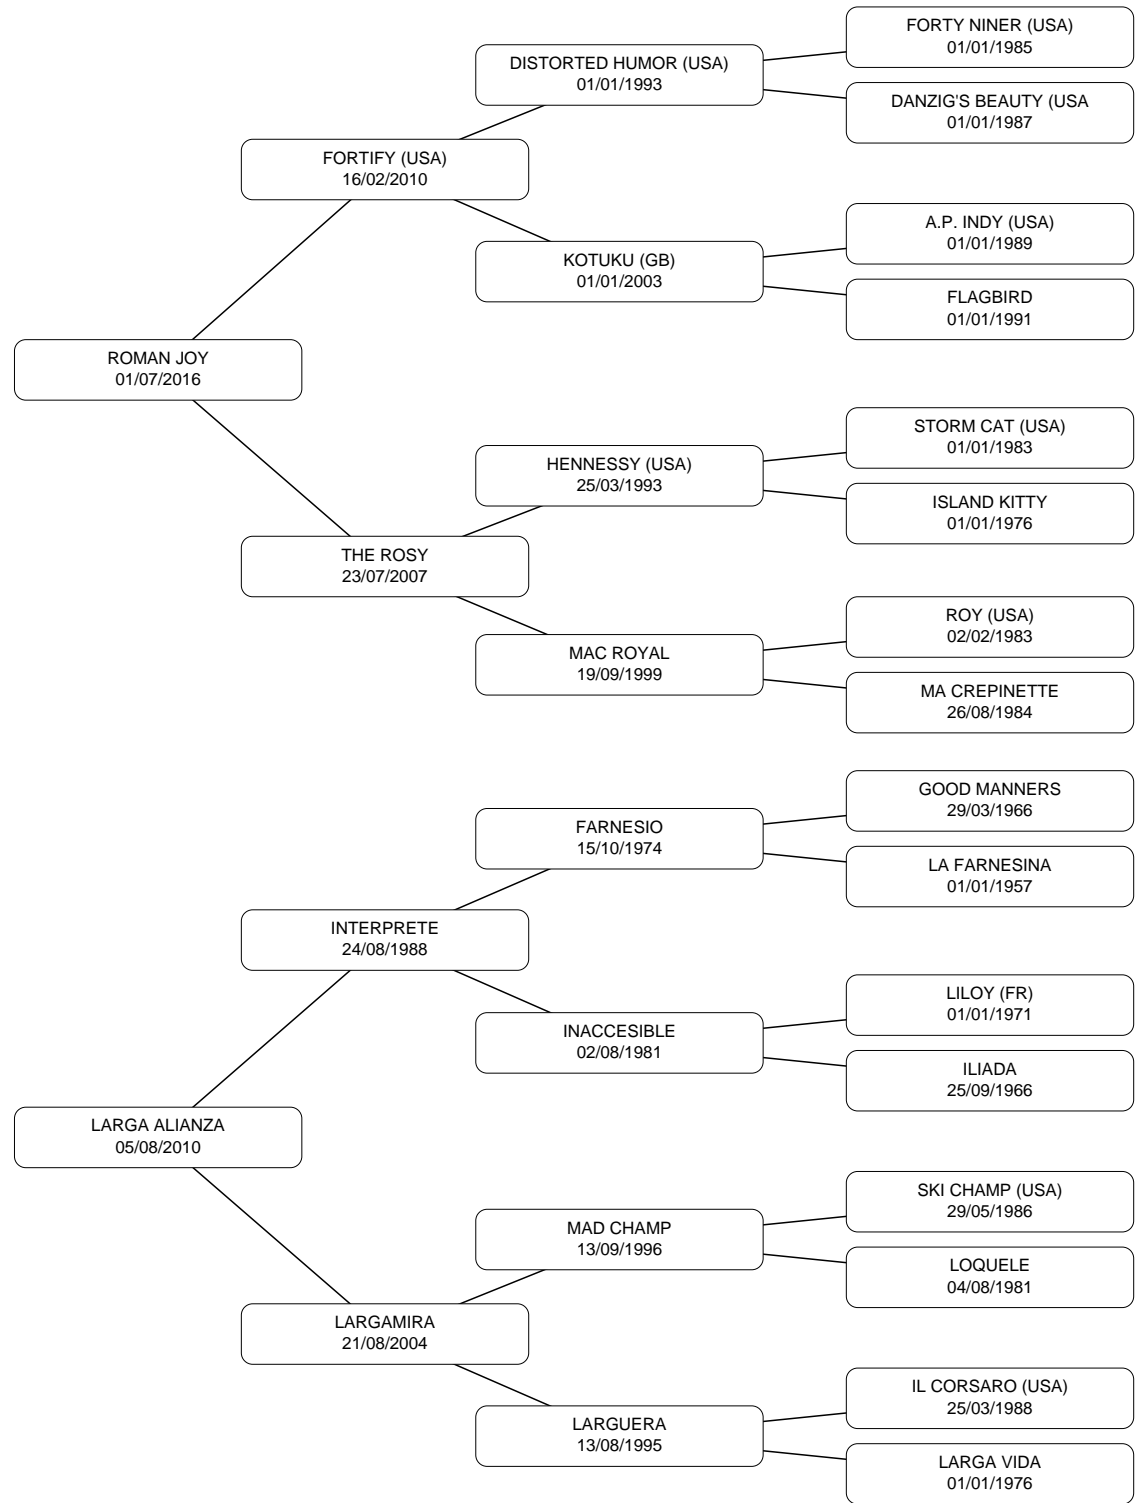 FORTY NINER (USA)
01/01/1985
DISTORTED HUMOR (USA)
01/01/1993
DANZIG'S BEAUTY (USA
01/01/1987
FORTIFY (USA)
16/02/2010
A.P. INDY (USA)
01/01/1989
KOTUKU (GB)
01/01/2003
FLAGBIRD
01/01/1991
ROMAN JOY
01/07/2016
STORM CAT (USA)
01/01/1983
HENNESSY (USA)
25/03/1993
ISLAND KITTY
01/01/1976
THE ROSY
23/07/2007
ROY (USA)
02/02/1983
MAC ROYAL
19/09/1999
MA CREPINETTE
26/08/1984
GOOD MANNERS
29/03/1966
FARNESIO
15/10/1974
LA FARNESINA
01/01/1957
INTERPRETE
24/08/1988
LILOY (FR)
01/01/1971
INACCESIBLE
02/08/1981
ILIADA
25/09/1966
LARGA ALIANZA
05/08/2010
SKI CHAMP (USA)
29/05/1986
MAD CHAMP
13/09/1996
LOQUELE
04/08/1981
LARGAMIRA
21/08/2004
IL CORSARO (USA)
25/03/1988
LARGUERA
13/08/1995
LARGA VIDA
01/01/1976